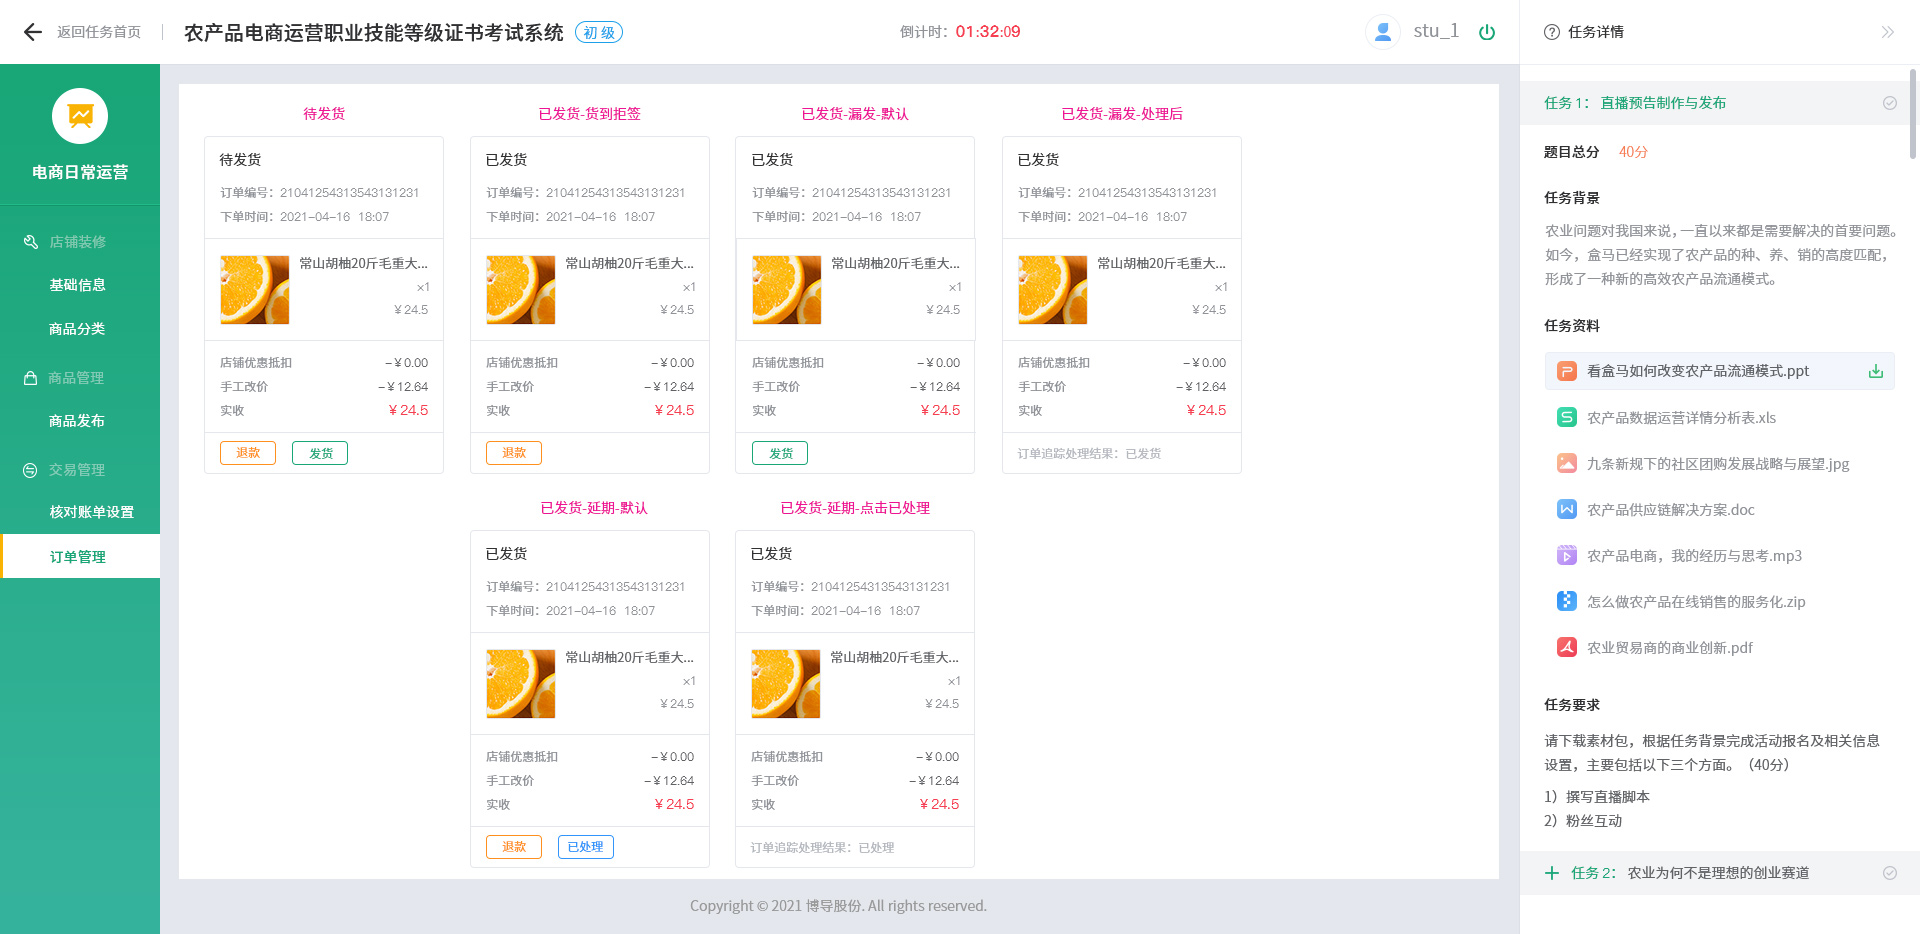 返回任务首页
农产品电商运营职业技能等级证书考试系统
初级
倒计时：01:32:09
stu_1
任务详情
电商日常运营
店铺装修
基础信息
商品分类
商品管理
商品发布
交易管理
核对账单设置
订单管理
待发货
待发货
订单编号：21041254313543131231
下单时间：2021-04-16 18:07
常山胡柚20斤毛重大...
×1
￥24.5
店铺优惠抵扣 -￥0.00
手工改价 -￥12.64
实收 ￥24.5
退款 发货
已发货-货到拒签
已发货
订单编号：21041254313543131231
下单时间：2021-04-16 18:07
常山胡柚20斤毛重大...
×1
￥24.5
店铺优惠抵扣 -￥0.00
手工改价 -￥12.64
实收 ￥24.5
退款
已发货-漏发-默认
已发货
订单编号：21041254313543131231
下单时间：2021-04-16 18:07
常山胡柚20斤毛重大...
×1
￥24.5
店铺优惠抵扣 -￥0.00
手工改价 -￥12.64
实收 ￥24.5
发货
已发货-漏发-处理后
已发货
订单编号：21041254313543131231
下单时间：2021-04-16 18:07
常山胡柚20斤毛重大...
×1
￥24.5
店铺优惠抵扣 -￥0.00
手工改价 -￥12.64
实收 ￥24.5
订单追踪处理结果：已发货
已发货-延期-默认
已发货
订单编号：21041254313543131231
下单时间：2021-04-16 18:07
常山胡柚20斤毛重大...
×1
￥24.5
店铺优惠抵扣 -￥0.00
手工改价 -￥12.64
实收 ￥24.5
退款 已处理
已发货-延期-点击已处理
已发货
订单编号：21041254313543131231
下单时间：2021-04-16 18:07
常山胡柚20斤毛重大...
×1
￥24.5
店铺优惠抵扣 -￥0.00
手工改价 -￥12.64
实收 ￥24.5
订单追踪处理结果：已处理
Copyright © 2021 博导股份. All rights reserved.
任务 1： 直播预告制作与发布
题目总分 40分
任务背景
农业问题对我国来说，一直以来都是需要解决的首要问题。
如今，盒马已经实现了农产品的种、养、销的高度匹配，
形成了一种新的高效农产品流通模式。
任务资料
看盒马如何改变农产品流通模式.ppt
农产品数据运营详情分析表.xls
九条新规下的社区团购发展战略与展望.jpg
农产品供应链解决方案.doc
农产品电商，我的经历与思考.mp3
怎么做农产品在线销售的服务化.zip
农业贸易商的商业创新.pdf
任务要求
请下载素材包，根据任务背景完成活动报名及相关信息
设置，主要包括以下三个方面。（40分）
1）撰写直播脚本
2）粉丝互动
任务 2： 农业为何不是理想的创业赛道